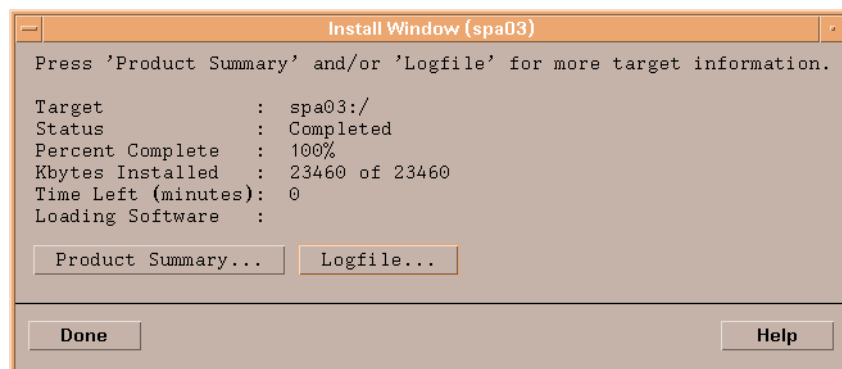 Install Window (spa03)
Press ’Product Summary’ and/or ’Logfile’ for more target information.
Target : spa03:/
Status : Completed
Percent Complete : 100%
Kbytes Installed : 23460 of 23460
Time Left (minutes): 0
Loading Software :
Product Summary... Logfile...
Done Help